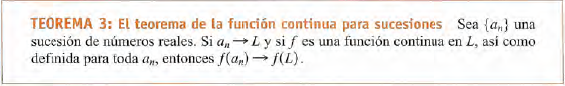 TEOREMA 3: El teorema de la función continua para sucesiones Sea {aₙ} una
sucesión de números reales. Si aₙ → L y si f es una función continua en L, así como
definida para toda aₙ, entonces f(aₙ) → f(L).